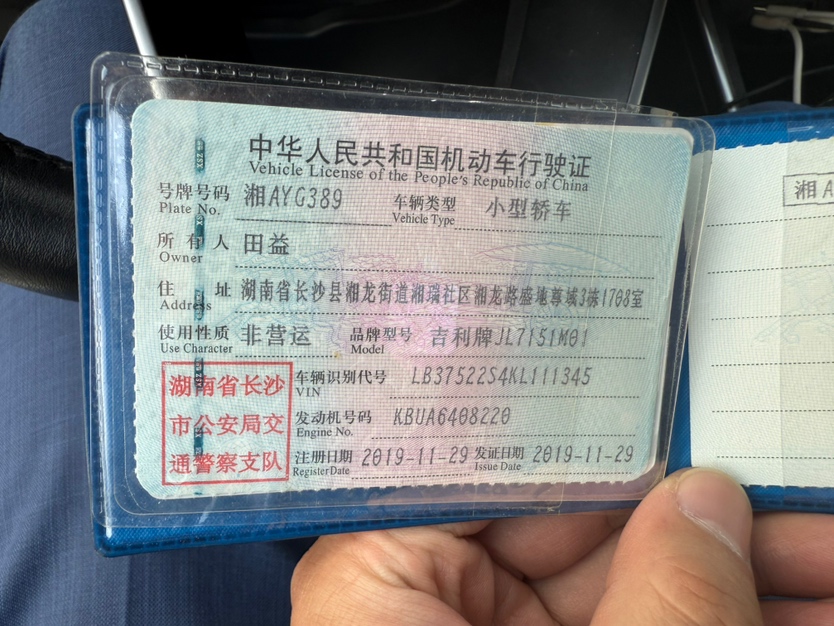 中华人民共和国机动车行驶证
Vehicle License of the People's Republic of China
号牌号码 湘AYG389 车辆类型 小型轿车
Plate No. Vehicle Type
所有人 田益
Owner
住址 湖南省长沙县湘龙街道湘瑞社区湘龙路盛地尊域3栋1708室
Address
使用性质 非营运 品牌型号 吉利牌JL7151M01
Use Character Model
湖南省长沙
市公安局交
通警察支队
车辆识别代号 LB37522S4KL111345
VIN
发动机号码 KBUA6408220
Engine No.
注册日期 2019-11-29 发证日期 2019-11-29
Register Date Issue Date
湘A